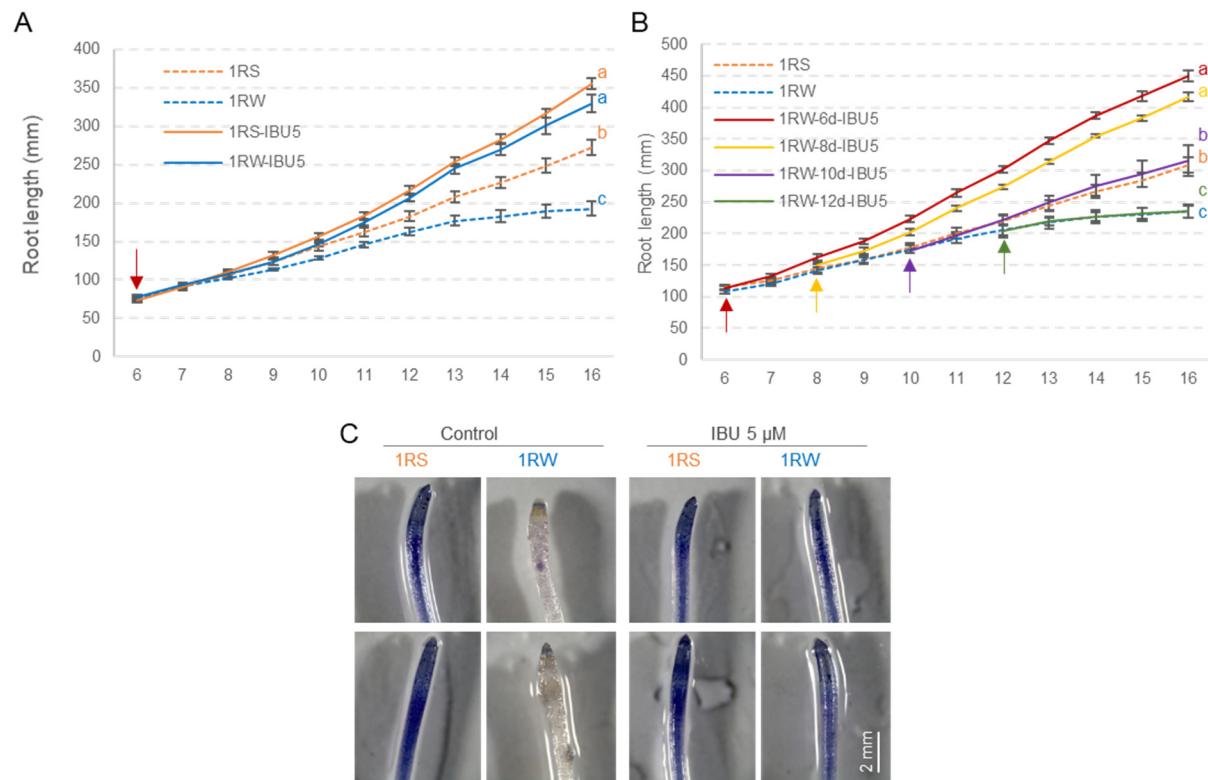 A
Root length (mm)
400
350
300
250
200
150
100
50
0
6 7 8 9 10 11 12 13 14 15 16
1RS
1RW
1RS-IBU5
1RW-IBU5
a
a
b
c
B
Root length (mm)
500
450
400
350
300
250
200
150
100
50
0
6 7 8 9 10 11 12 13 14 15 16
1RS
1RW
1RW-6d-IBU5
1RW-8d-IBU5
1RW-10d-IBU5
1RW-12d-IBU5
a
a
b
b
c
c
C
Control IBU 5 µM
1RS 1RW 1RS 1RW
2 mm